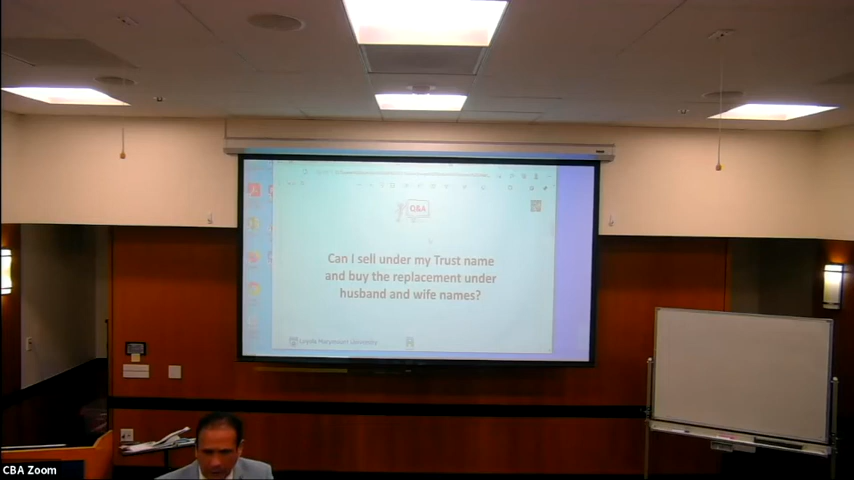 Q&A
Can I sell under my Trust name
and buy the replacement under
husband and wife names?
Loyola Marymount University
CBA Zoom